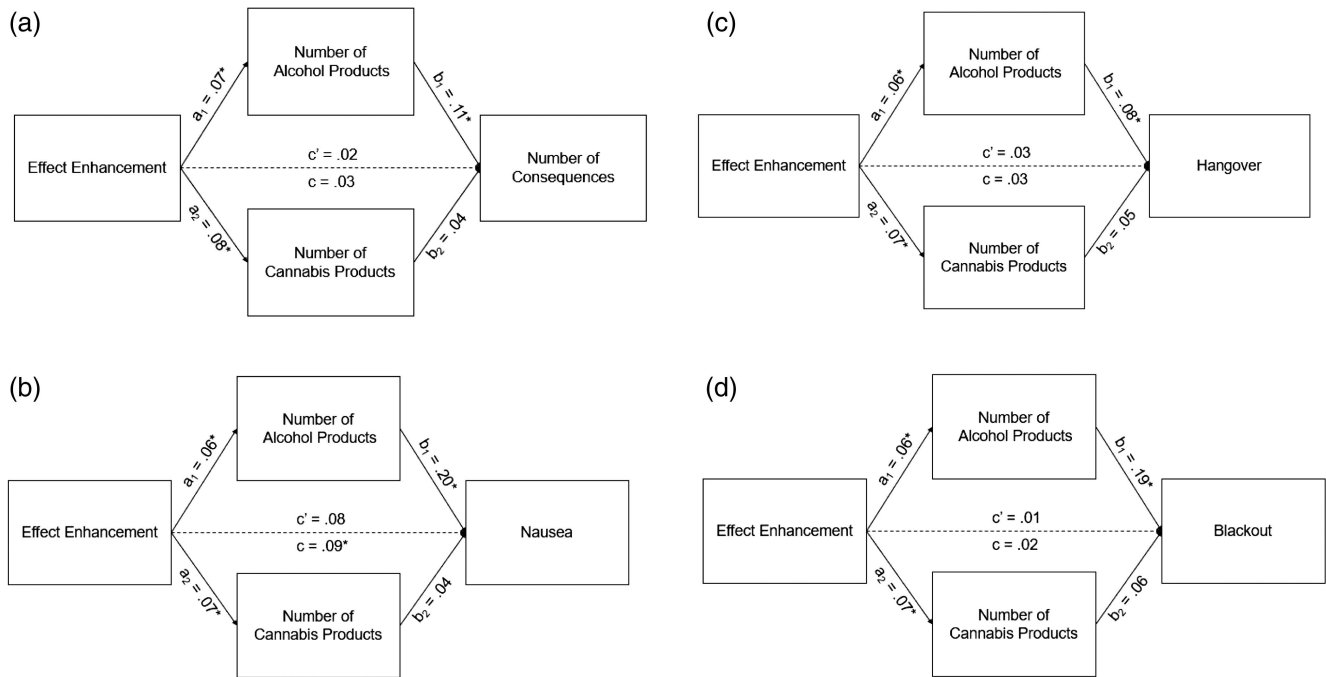 (a)
Number of
Alcohol Products
a₁ = .07*
b₁ = .11*
Effect Enhancement
c’ = .02
c = .03
Number of
Consequences
a₂ = .08*
b₂ = .04
Number of
Cannabis Products
(c)
Number of
Alcohol Products
a₁ = .06*
b₁ = .08*
Effect Enhancement
c’ = .03
c = .03
Hangover
a₂ = .07*
b₂ = .05
Number of
Cannabis Products
(b)
Number of
Alcohol Products
a₁ = .06*
b₁ = .20*
Effect Enhancement
c’ = .08
c = .09*
Nausea
a₂ = .07*
b₂ = .04
Number of
Cannabis Products
(d)
Number of
Alcohol Products
a₁ = .06*
b₁ = .19*
Effect Enhancement
c’ = .01
c = .02
Blackout
a₂ = .07*
b₂ = .06
Number of
Cannabis Products